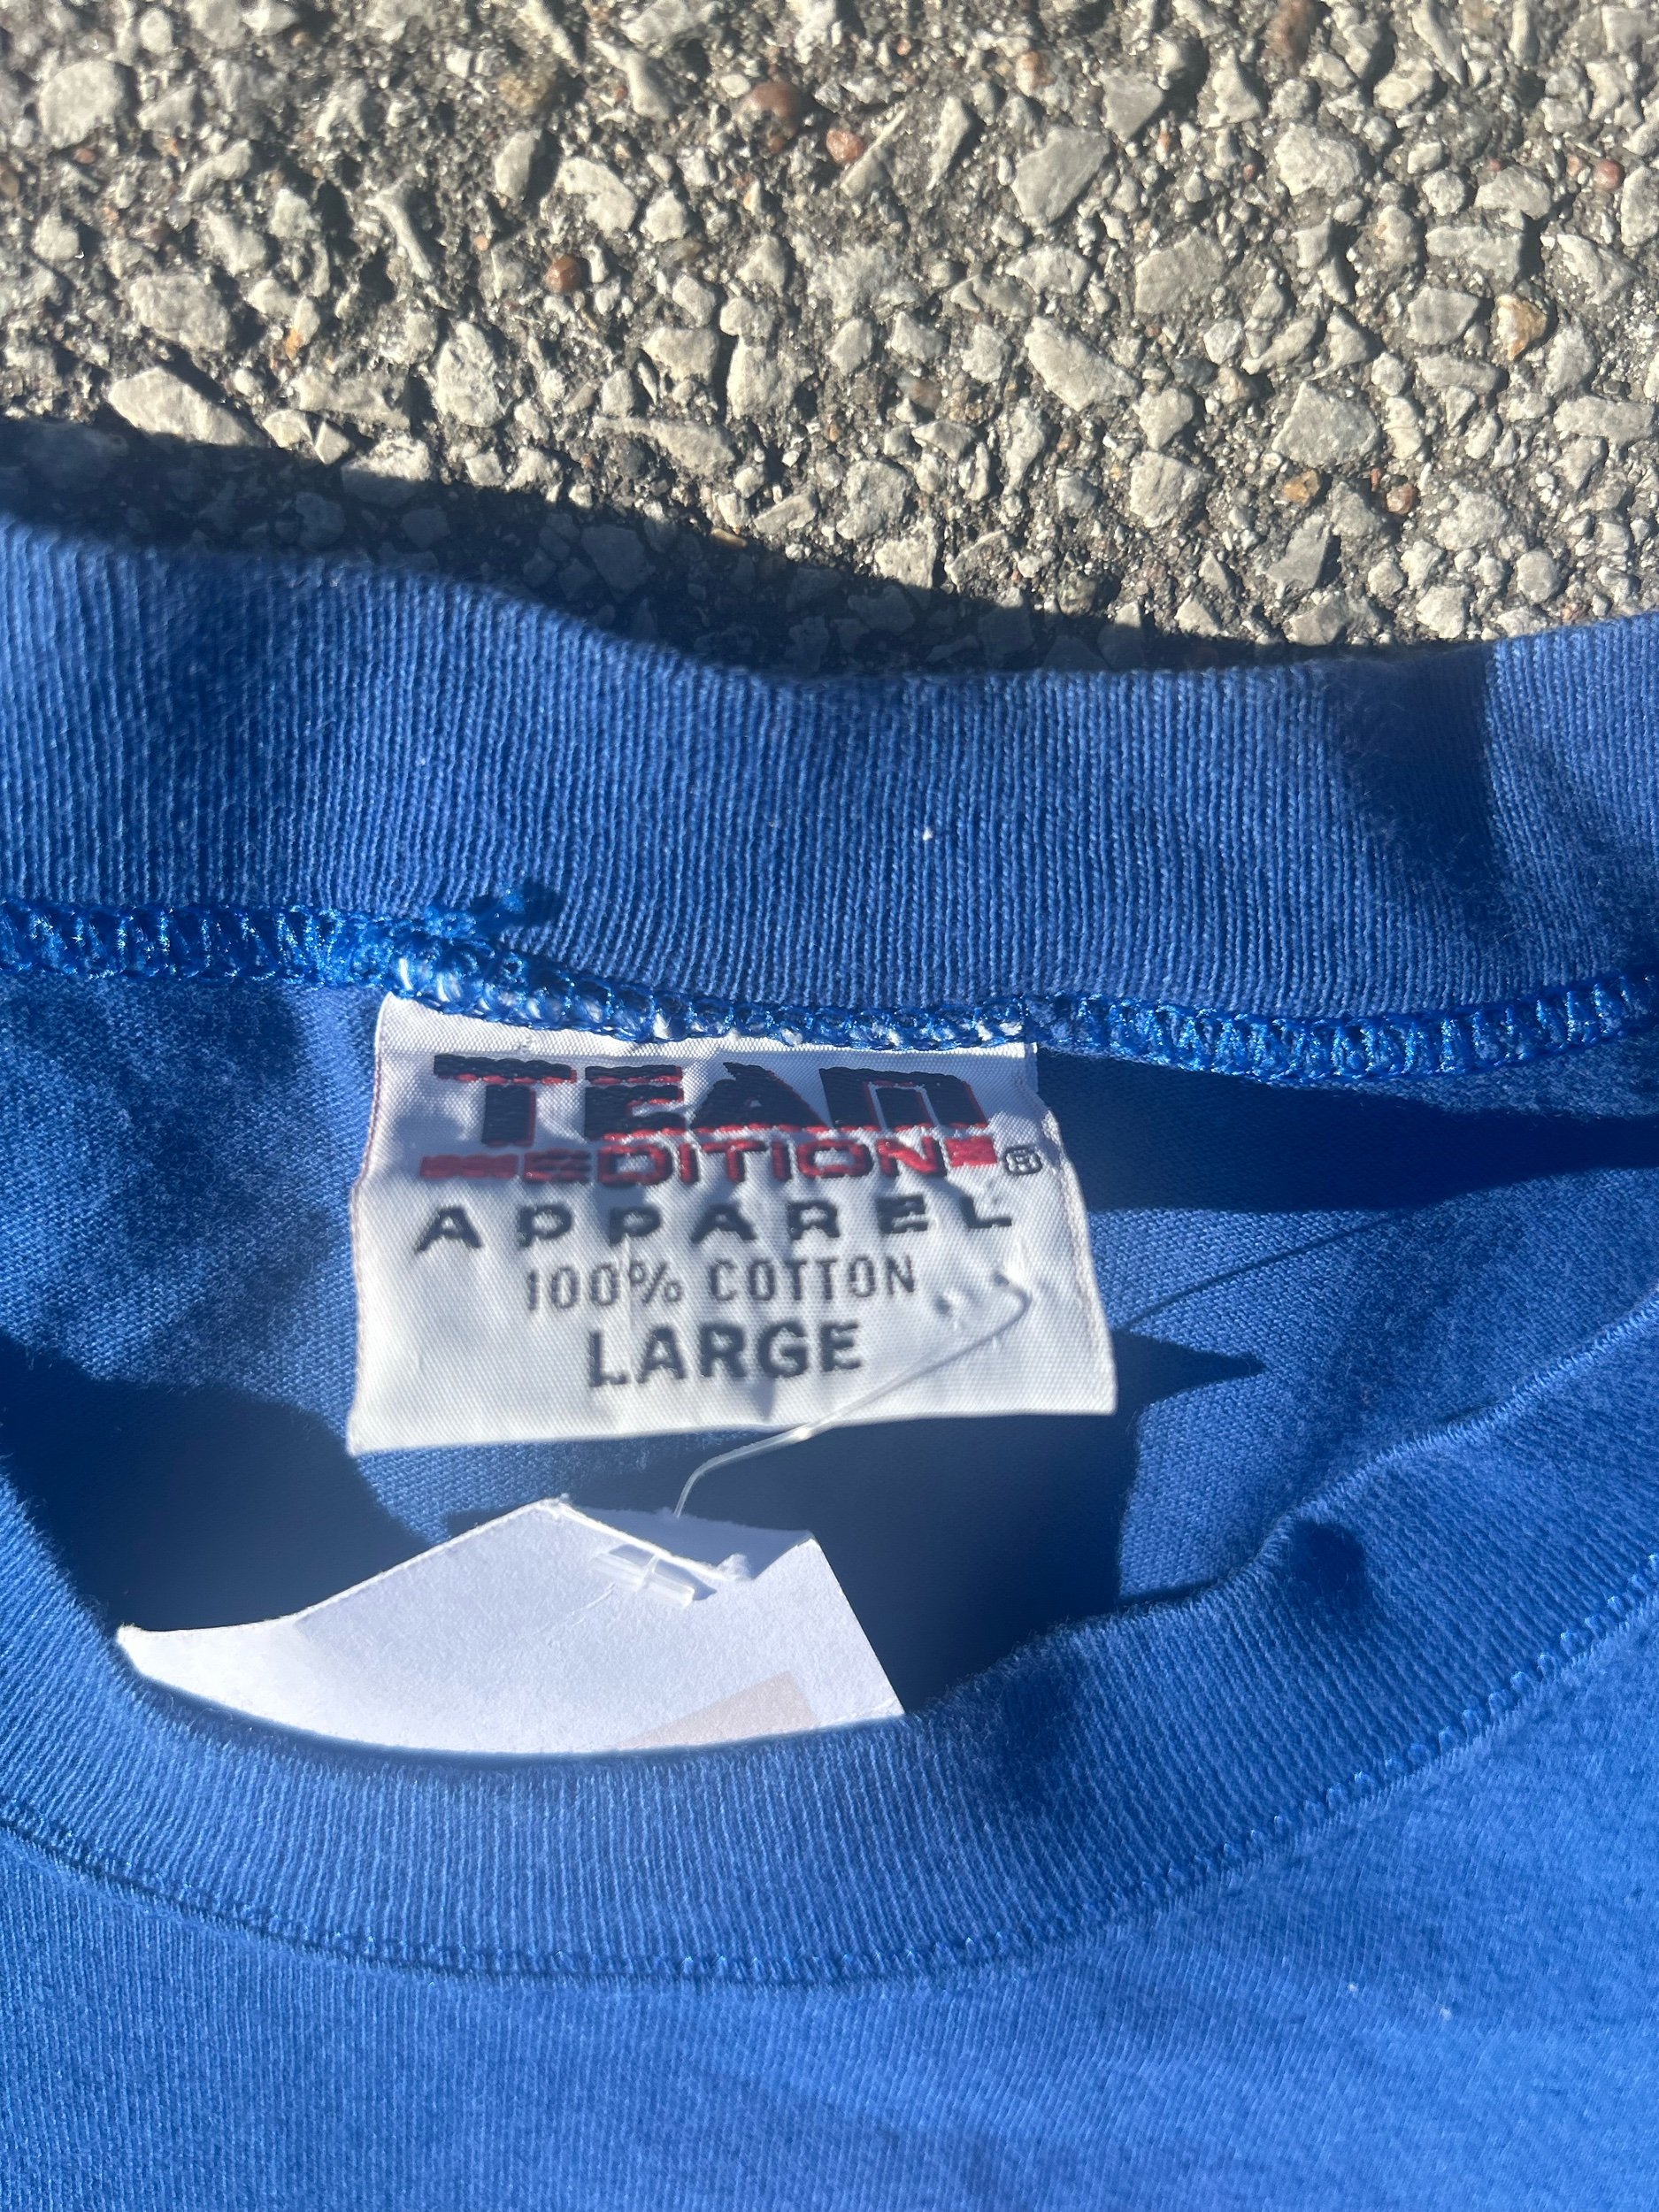 TEAM
EDITION®
APPAREL
100% COTTON
LARGE